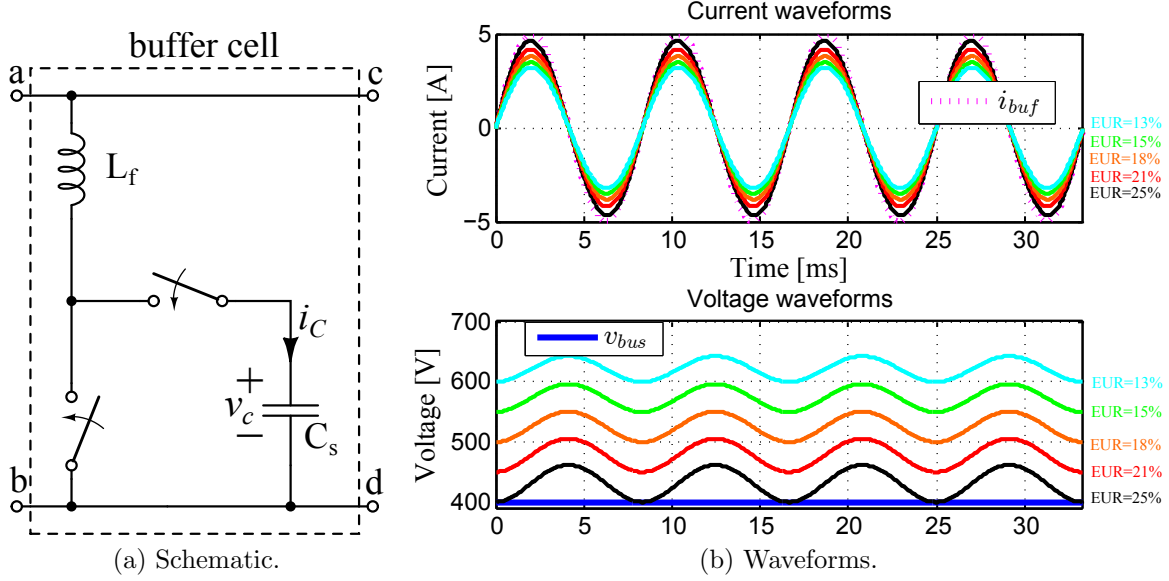 buffer cell
a
c
L_f
i_C
+
v_c
−
C_s
b
d
(a) Schematic.
Current waveforms
Current [A]
5
0
−5
i_buf
EUR=13%
EUR=15%
EUR=18%
EUR=21%
EUR=25%
0 5 10 15 20 25 30
Time [ms]
Voltage waveforms
Voltage [V]
700
600
500
400
v_bus
EUR=13%
EUR=15%
EUR=18%
EUR=21%
EUR=25%
0 5 10 15 20 25 30
(b) Waveforms.